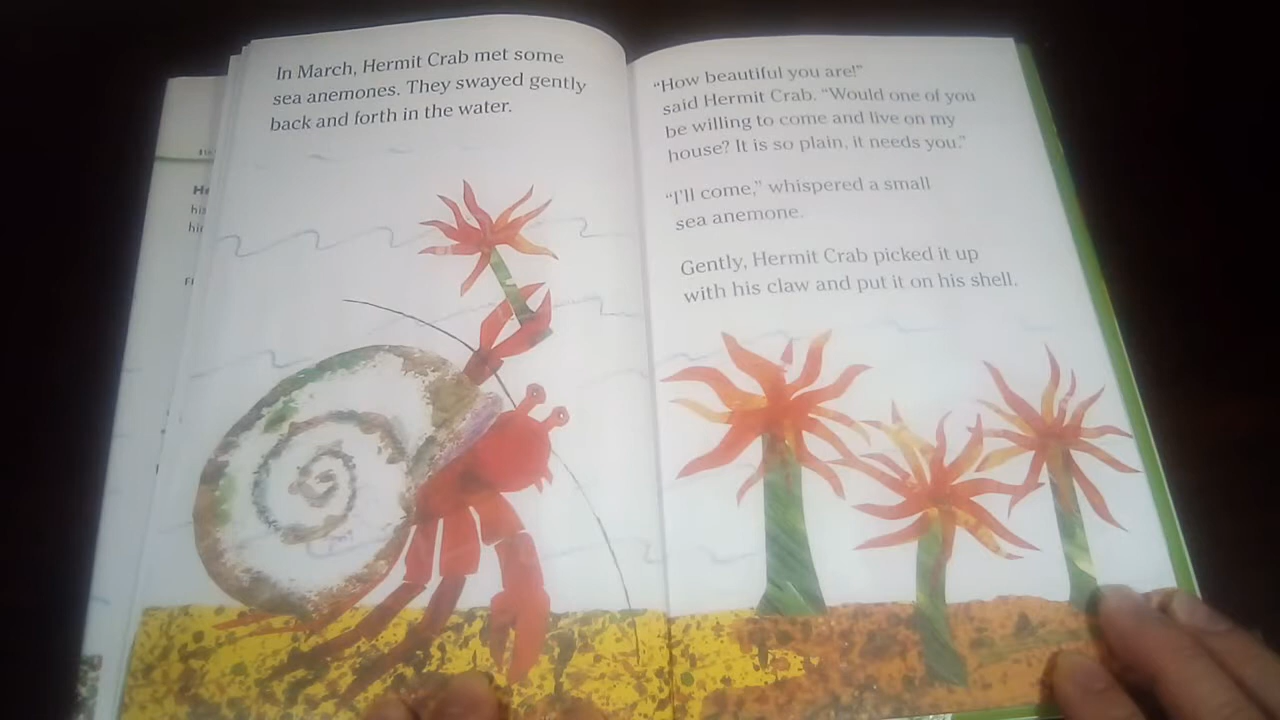 In March, Hermit Crab met some
sea anemones. They swayed gently
back and forth in the water.
“How beautiful you are!”
said Hermit Crab. “Would one of you
be willing to come and live on my
house? It is so plain, it needs you.”
“I’ll come,” whispered a small
sea anemone.
Gently, Hermit Crab picked it up
with his claw and put it on his shell.